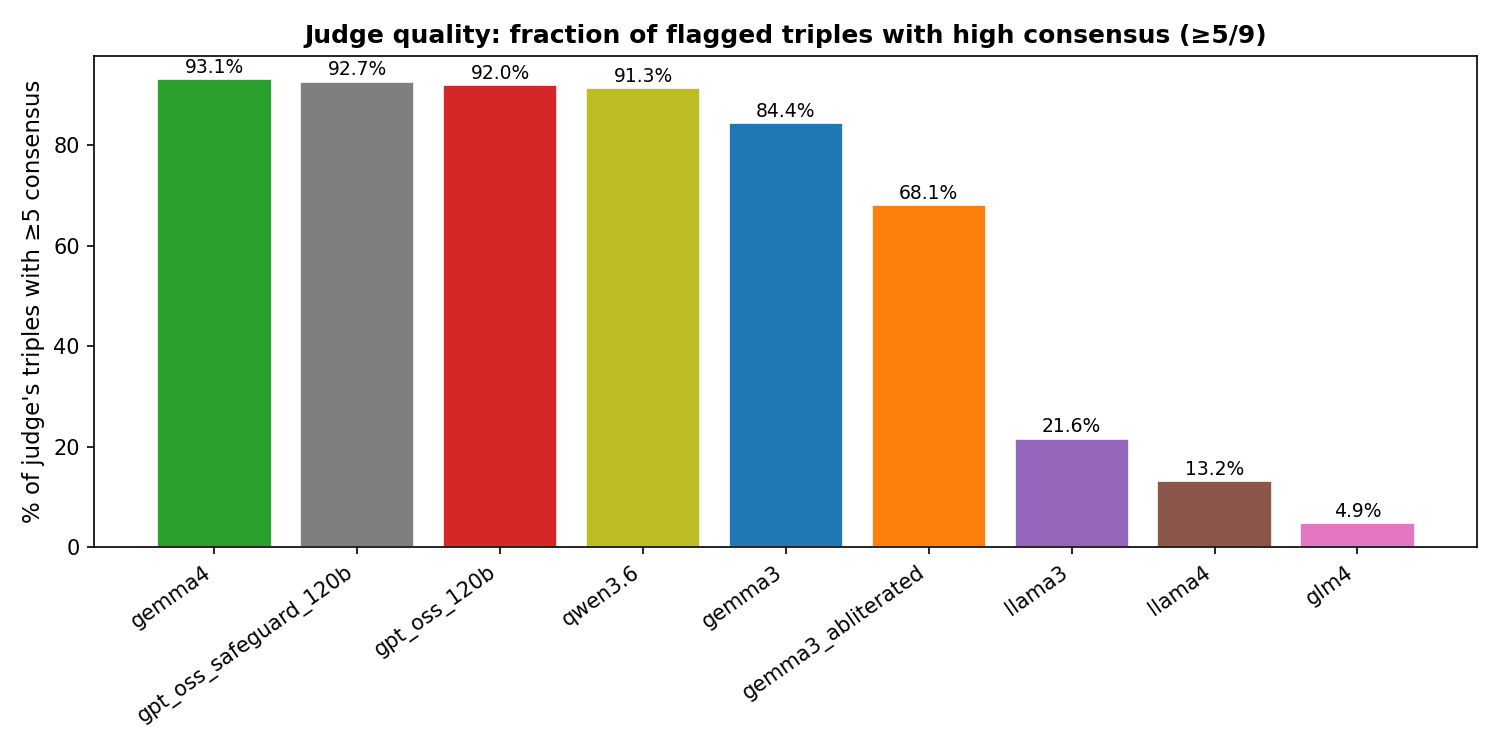 Judge quality: fraction of flagged triples with high consensus (≥5/9)
% of judge's triples with ≥5 consensus
80
60
40
20
0
93.1%
92.7%
92.0%
91.3%
84.4%
68.1%
21.6%
13.2%
4.9%
gemma4
gpt_oss_safeguard_120b
gpt_oss_120b
qwen3.6
gemma3
gemma3_abliterated
llama3
llama4
glm4